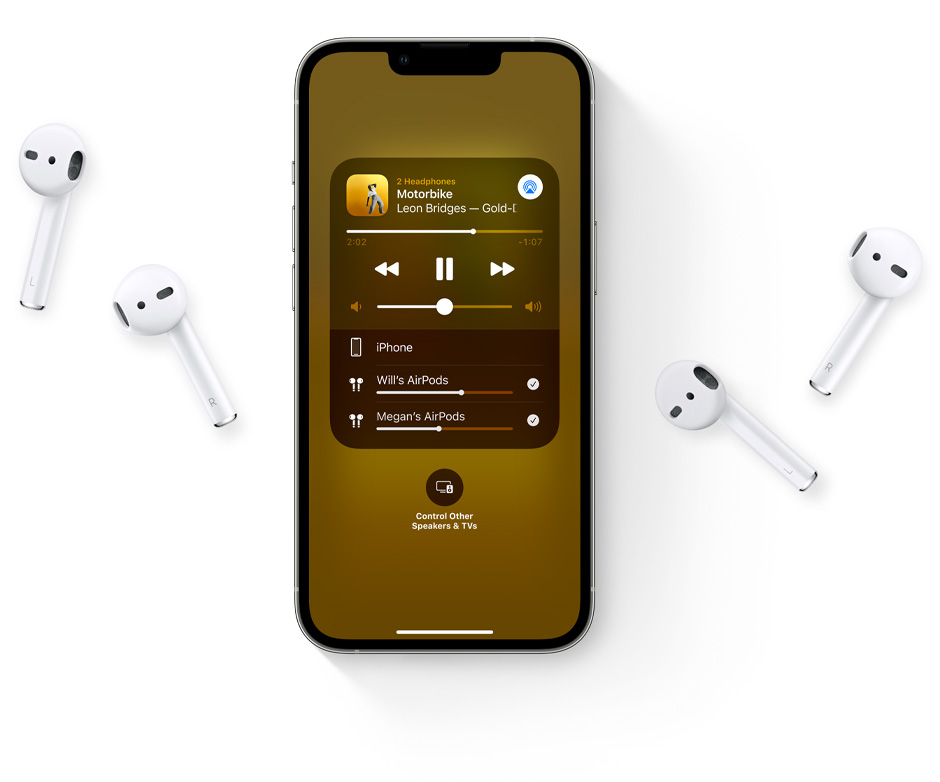 2 Headphones
Motorbike
Leon Bridges — Gold-
2:02
-1:07
iPhone
Will’s AirPods
Megan’s AirPods
Control Other
Speakers & TVs
L
R
R
L